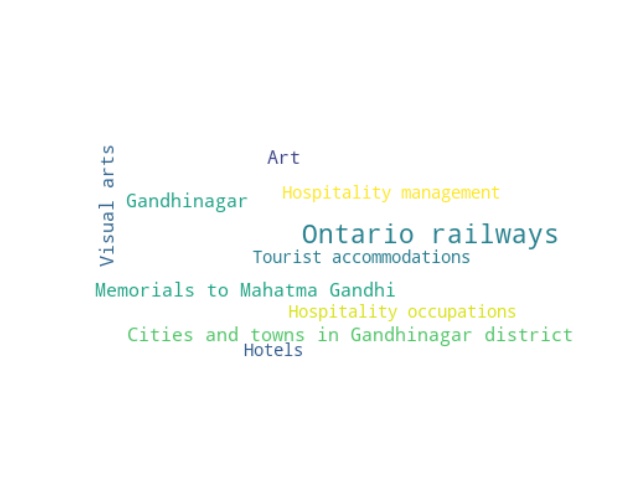 Visual arts
Art
Hospitality management
Gandhinagar
Ontario railways
Tourist accommodations
Memorials to Mahatma Gandhi
Hospitality occupations
Cities and towns in Gandhinagar district
Hotels